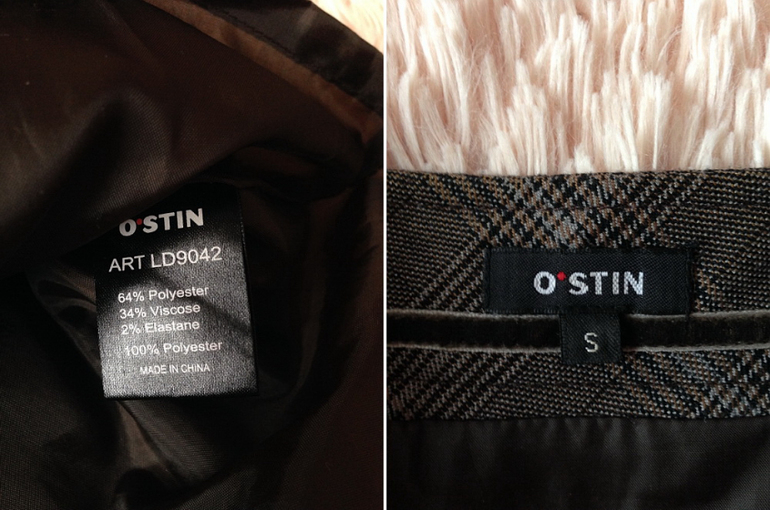 O'STIN
ART LD9042
64% Polyester
34% Viscose
2% Elastane
100% Polyester
MADE IN CHINA
O'STIN
S